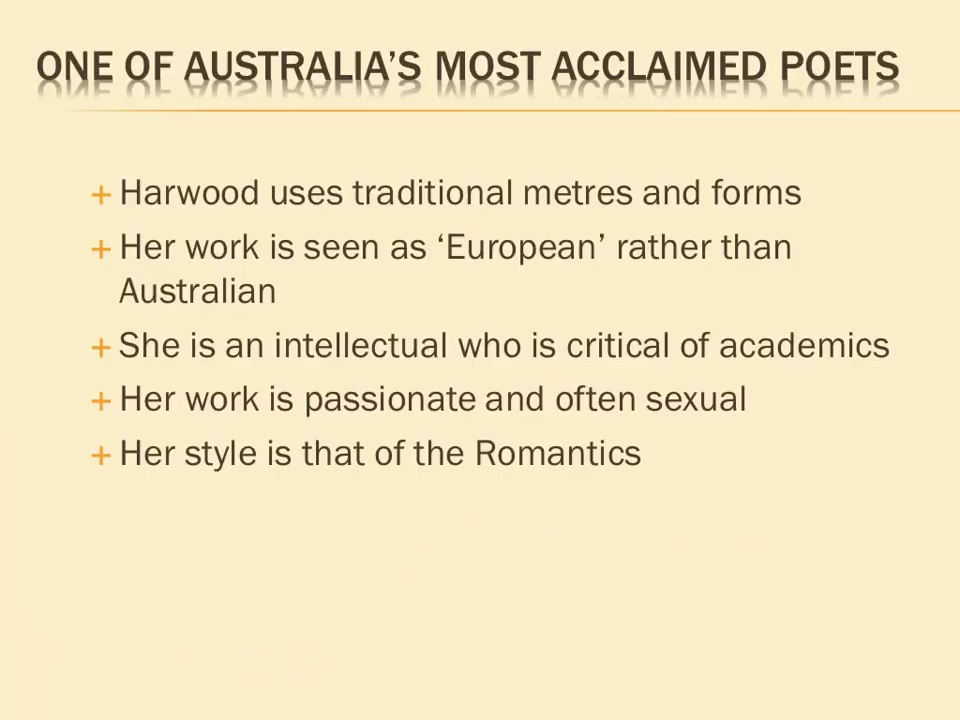 ONE OF AUSTRALIA’S MOST ACCLAIMED POETS
+ Harwood uses traditional metres and forms
+ Her work is seen as ‘European’ rather than
Australian
+ She is an intellectual who is critical of academics
+ Her work is passionate and often sexual
+ Her style is that of the Romantics